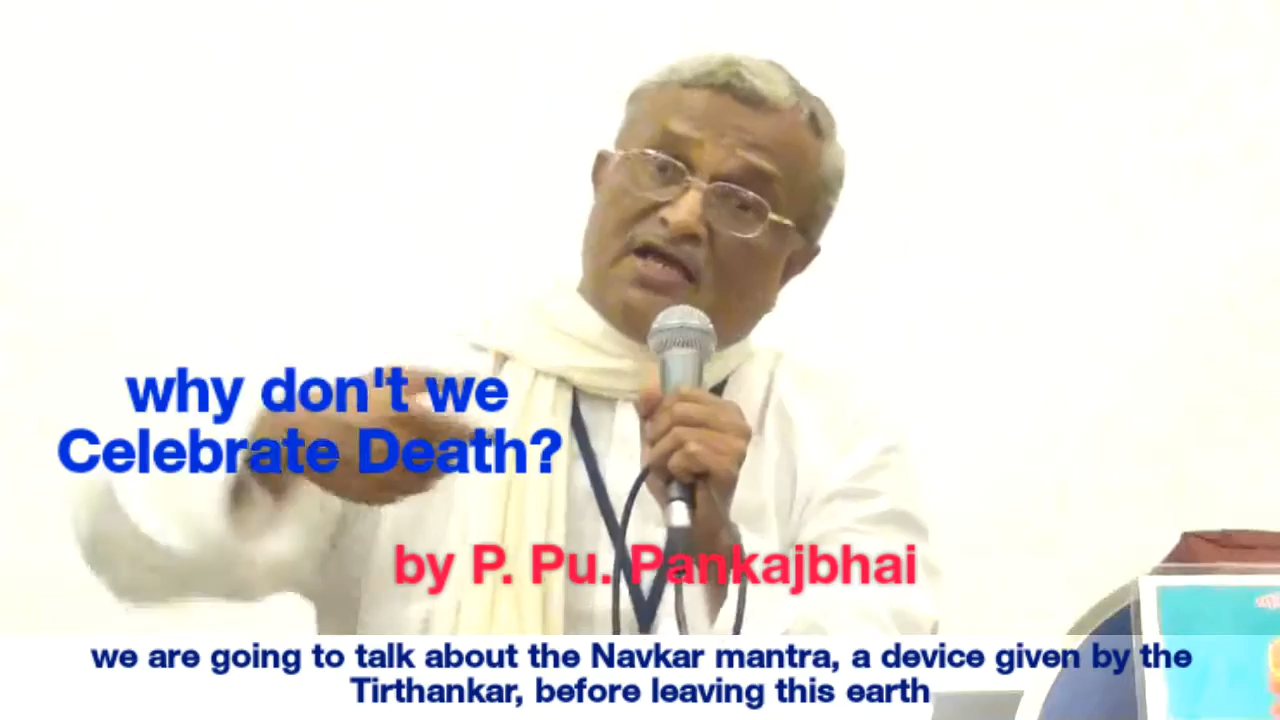 why don't we
Celebrate Death?
by P. Pu. Pankajbhai
we are going to talk about the Navkar mantra, a device given by the
Tirthankar, before leaving this earth